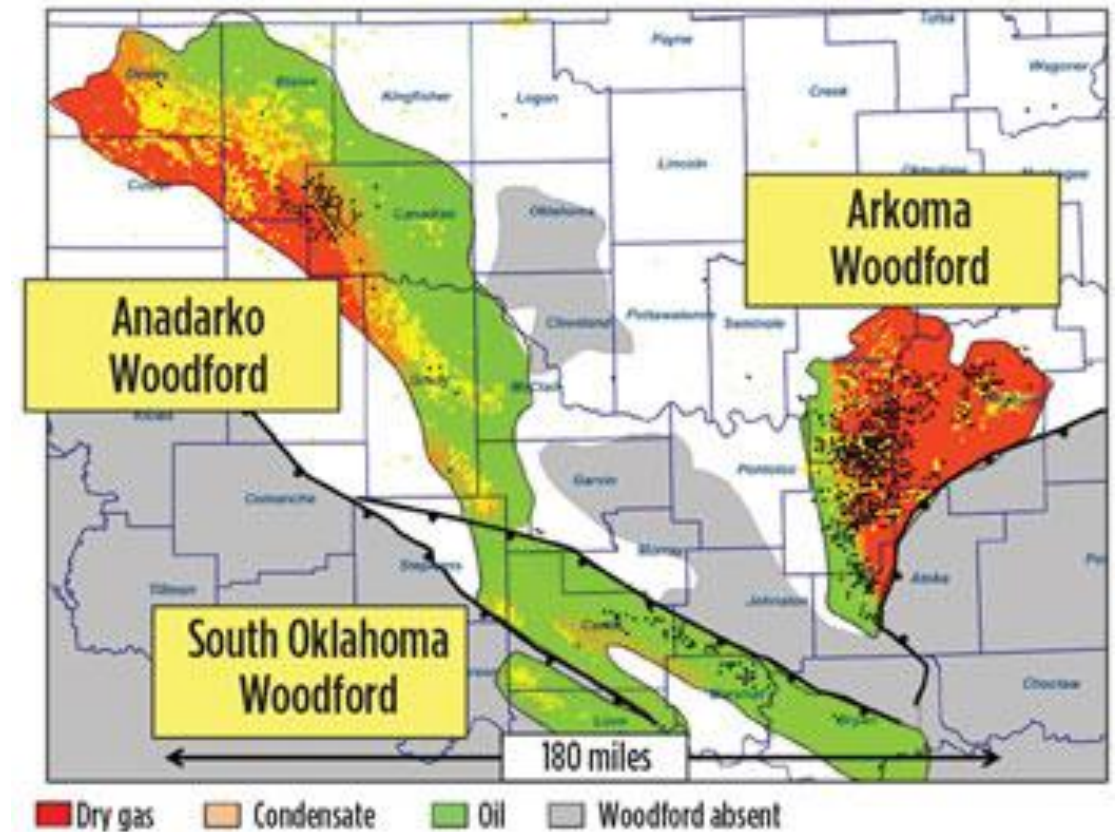 Tulsa
Payne
Wagoner
Dewey
Blaine
Kingfisher
Logan
Creek
Lincoln
Okmulgee
Muskogee
Custer
Canadian
Oklahoma
Arkoma
Woodford
Anadarko
Woodford
Cleveland
Pottawatomie
Seminole
Grady
McClain
Kiowa
Comanche
Garvin
Pontotoc
Stephens
Murray
Tillman
Johnston
Atoka
South Oklahoma
Woodford
Carter
Marshall
Choctaw
Love
Bryan
180 miles
Dry gas Condensate Oil Woodford absent